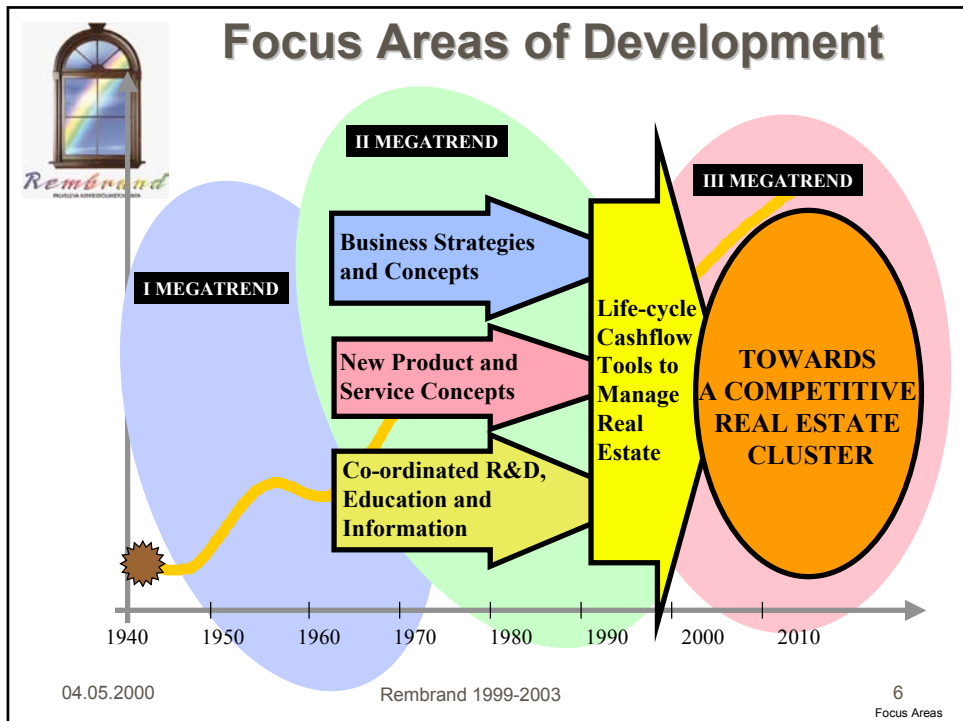 Focus Areas of Development
Rembrand
PALVELEVA KIINTEISTÖLIIKETOIMINTA
II MEGATREND
III MEGATREND
I MEGATREND
Business Strategies
and Concepts
New Product and
Service Concepts
Co-ordinated R&D,
Education and
Information
Life-cycle
Cashflow
Tools to
Manage
Real
Estate
TOWARDS
A COMPETITIVE
REAL ESTATE
CLUSTER
1940 1950 1960 1970 1980 1990 2000 2010
04.05.2000 Rembrand 1999-2003 6
Focus Areas